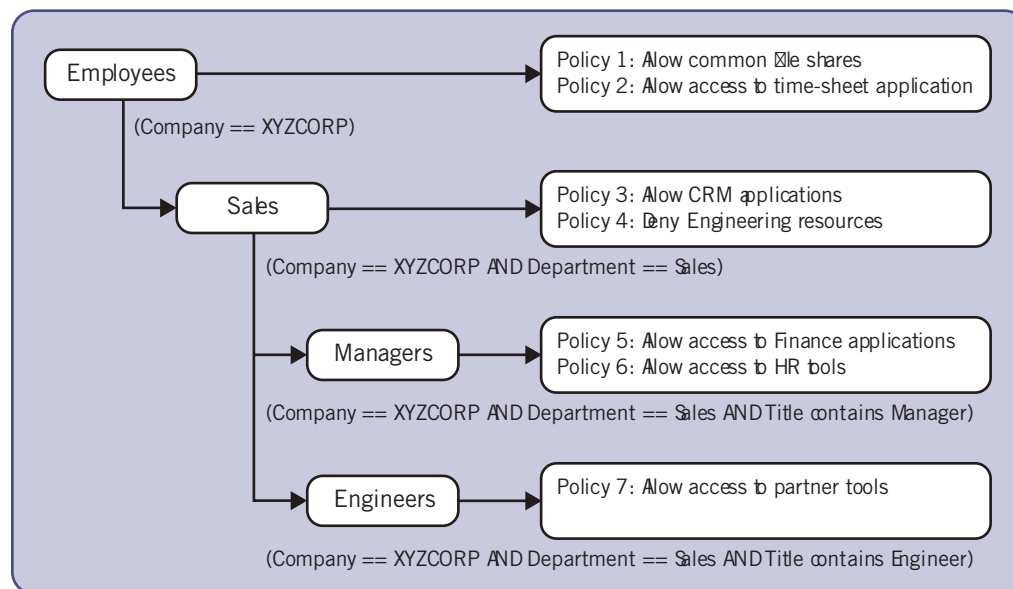 Employees
Policy 1: Allow common le shares
Policy 2: Allow access to time-sheet application
(Company == XYZCORP)
Sales
Policy 3: Allow CRM applications
Policy 4: Deny Engineering resources
(Company == XYZCORP AND Department == Sales)
Managers
Policy 5: Allow access to Finance applications
Policy 6: Allow access to HR tools
(Company == XYZCORP AND Department == Sales AND Title contains Manager)
Engineers
Policy 7: Allow access to partner tools
(Company == XYZCORP AND Department == Sales AND Title contains Engineer)